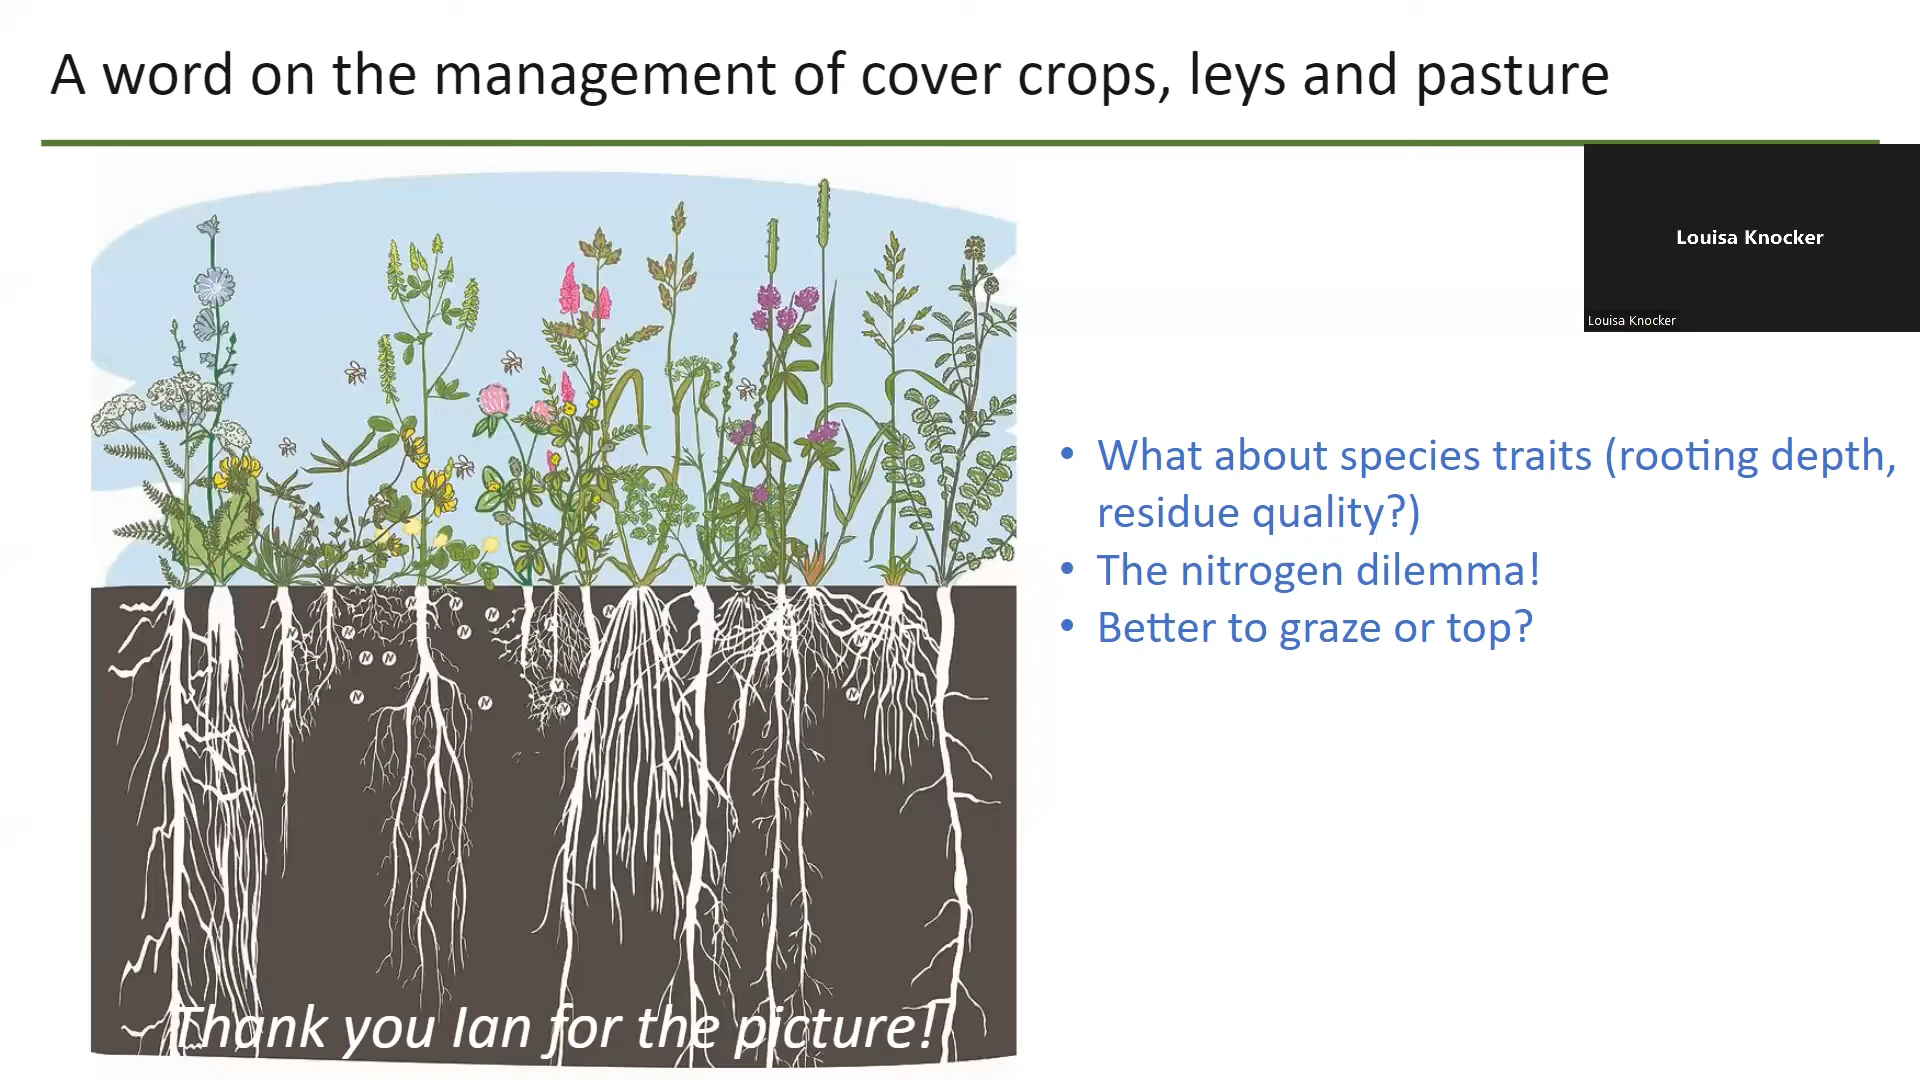 A word on the management of cover crops, leys and pasture
Louisa Knocker
Louisa Knocker
• What about species traits (rooting depth,
residue quality?)
• The nitrogen dilemma!
• Better to graze or top?
N N N N N N N N N N N N N N N N
Thank you Ian for the picture!